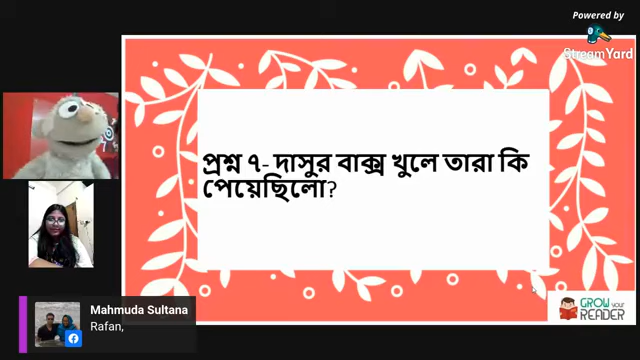 Powered by
StreamYard
প্রশ্ন ৭- দাসুর বাক্স খুলে তারা কি
পেয়েছিলো?
Mahmuda Sultana
Rafan,
GROW your
READER